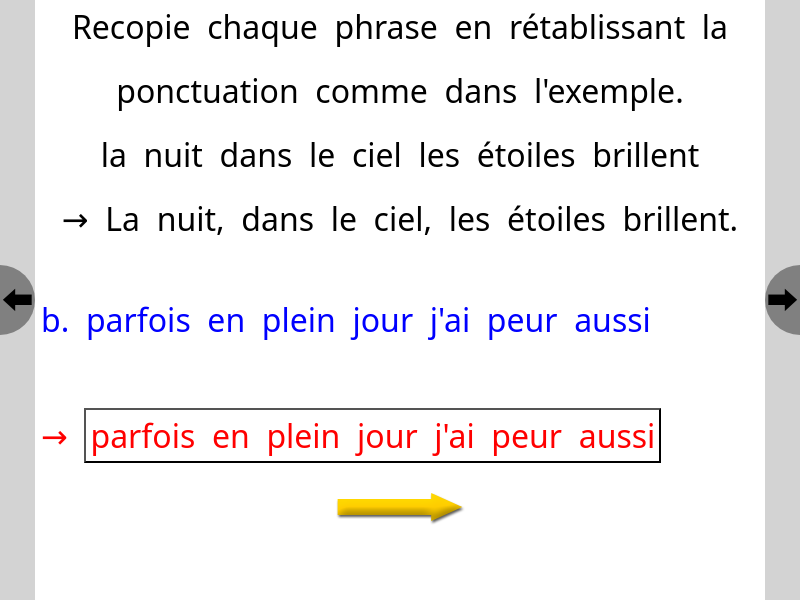 Recopie chaque phrase en rétablissant la
ponctuation comme dans l'exemple.
la nuit dans le ciel les étoiles brillent
→ La nuit, dans le ciel, les étoiles brillent.
b. parfois en plein jour j'ai peur aussi
→ parfois en plein jour j'ai peur aussi